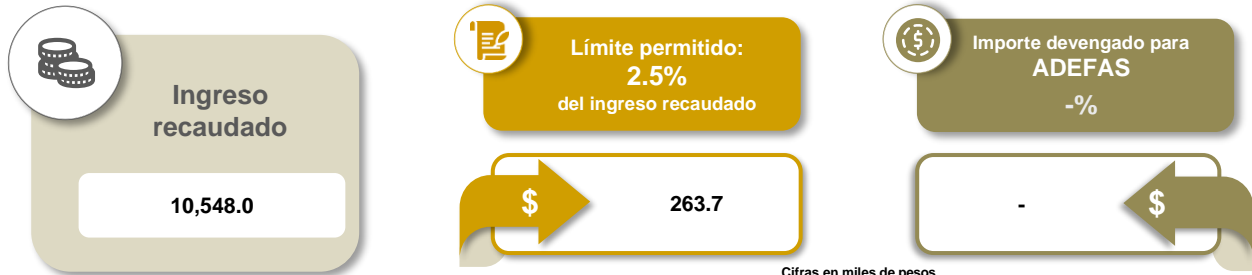 Ingreso
recaudado
10,548.0
Límite permitido:
2.5%
del ingreso recaudado
$
263.7
Importe devengado para
ADEFAS
-%
-
$
Cifras en miles de pesos